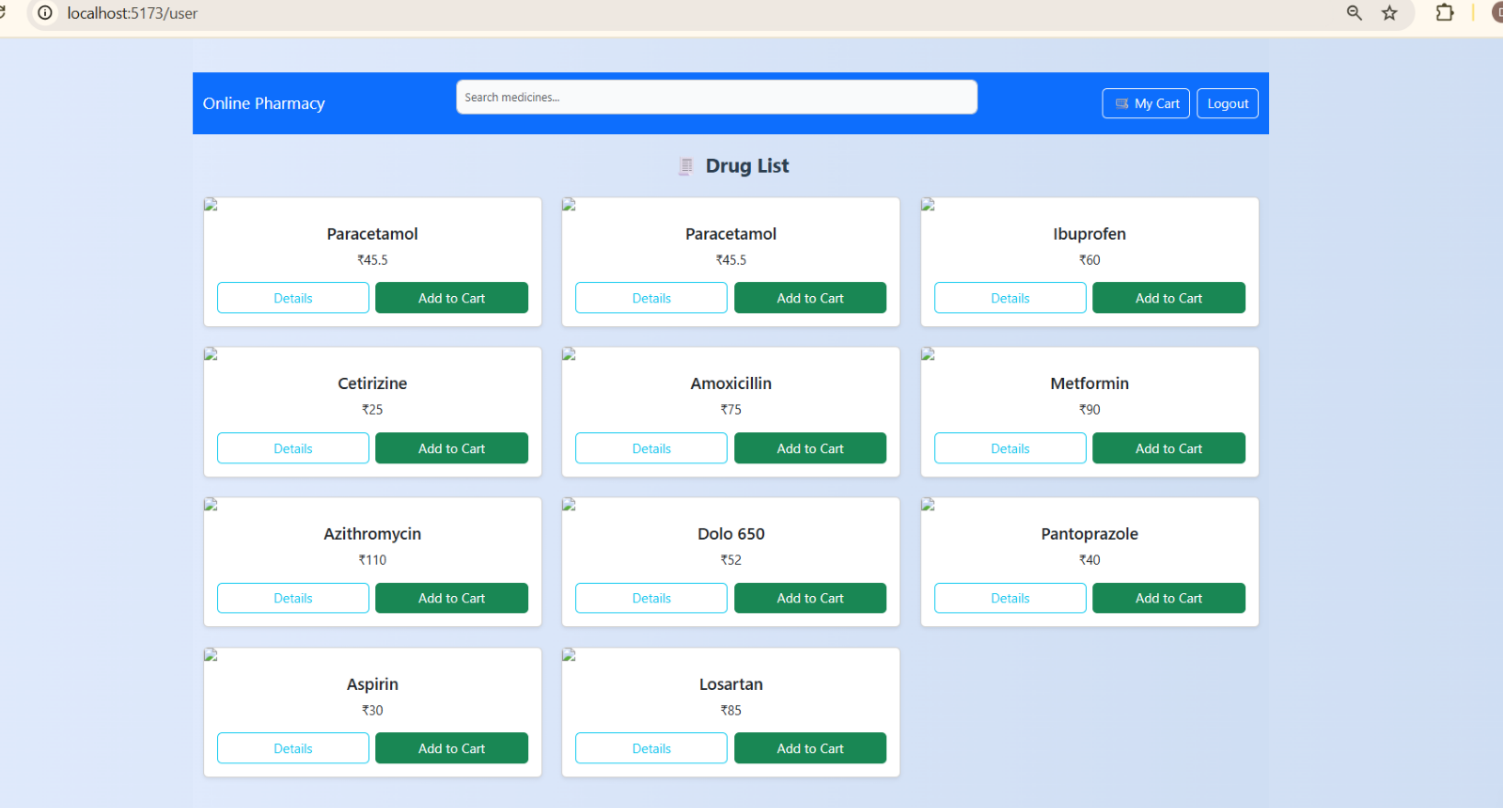 localhost:5173/user
Online Pharmacy
Search medicines...
My Cart
Logout
Drug List
Paracetamol
₹45.5
Details
Add to Cart
Paracetamol
₹45.5
Details
Add to Cart
Ibuprofen
₹60
Details
Add to Cart
Cetirizine
₹25
Details
Add to Cart
Amoxicillin
₹75
Details
Add to Cart
Metformin
₹90
Details
Add to Cart
Azithromycin
₹110
Details
Add to Cart
Dolo 650
₹52
Details
Add to Cart
Pantoprazole
₹40
Details
Add to Cart
Aspirin
₹30
Details
Add to Cart
Losartan
₹85
Details
Add to Cart